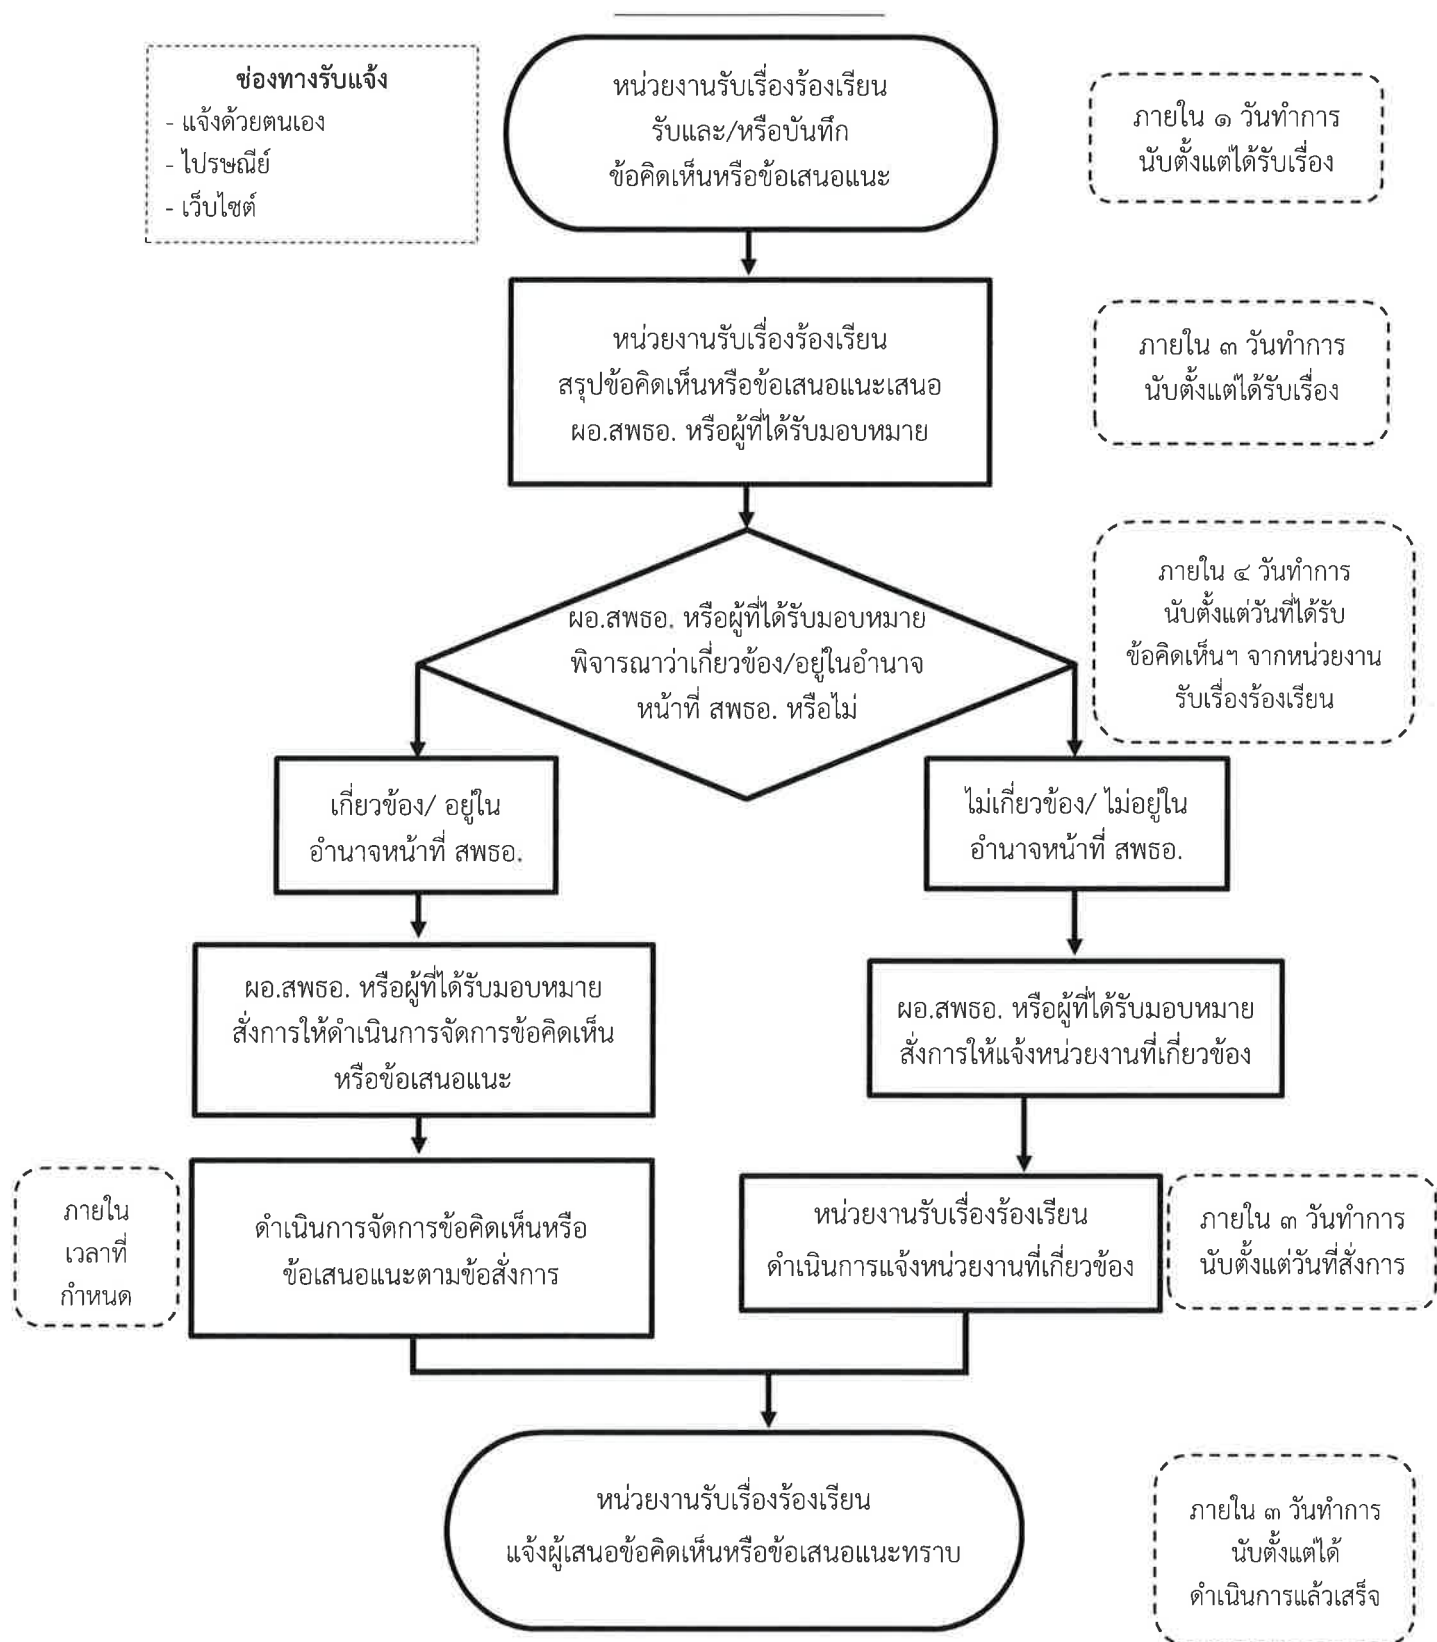 ช่องทางรับแจ้ง
- แจ้งด้วยตนเอง
- ไปรษณีย์
- เว็บไซต์
หน่วยงานรับเรื่องร้องเรียน
รับและ/หรือบันทึก
ข้อคิดเห็นหรือข้อเสนอแนะ
ภายใน ๑ วันทำการ
นับตั้งแต่ได้รับเรื่อง
หน่วยงานรับเรื่องร้องเรียน
สรุปข้อคิดเห็นหรือข้อเสนอแนะเสนอ
ผอ.สพธอ. หรือผู้ที่ได้รับมอบหมาย
ภายใน ๓ วันทำการ
นับตั้งแต่ได้รับเรื่อง
ผอ.สพธอ. หรือผู้ที่ได้รับมอบหมาย
พิจารณาว่าเกี่ยวข้อง/อยู่ในอำนาจ
หน้าที่ สพธอ. หรือไม่
ภายใน ๔ วันทำการ
นับตั้งแต่วันที่ได้รับ
ข้อคิดเห็นฯ จากหน่วยงาน
รับเรื่องร้องเรียน
เกี่ยวข้อง/ อยู่ใน
อำนาจหน้าที่ สพธอ.
ไม่เกี่ยวข้อง/ ไม่อยู่ใน
อำนาจหน้าที่ สพธอ.
ผอ.สพธอ. หรือผู้ที่ได้รับมอบหมาย
สั่งการให้ดำเนินการจัดการข้อคิดเห็น
หรือข้อเสนอแนะ
ผอ.สพธอ. หรือผู้ที่ได้รับมอบหมาย
สั่งการให้แจ้งหน่วยงานที่เกี่ยวข้อง
ภายใน
เวลาที่
กำหนด
ดำเนินการจัดการข้อคิดเห็นหรือ
ข้อเสนอแนะตามข้อสั่งการ
หน่วยงานรับเรื่องร้องเรียน
ดำเนินการแจ้งหน่วยงานที่เกี่ยวข้อง
ภายใน ๓ วันทำการ
นับตั้งแต่วันที่สั่งการ
หน่วยงานรับเรื่องร้องเรียน
แจ้งผู้เสนอข้อคิดเห็นหรือข้อเสนอแนะทราบ
ภายใน ๓ วันทำการ
นับตั้งแต่ได้
ดำเนินการแล้วเสร็จ